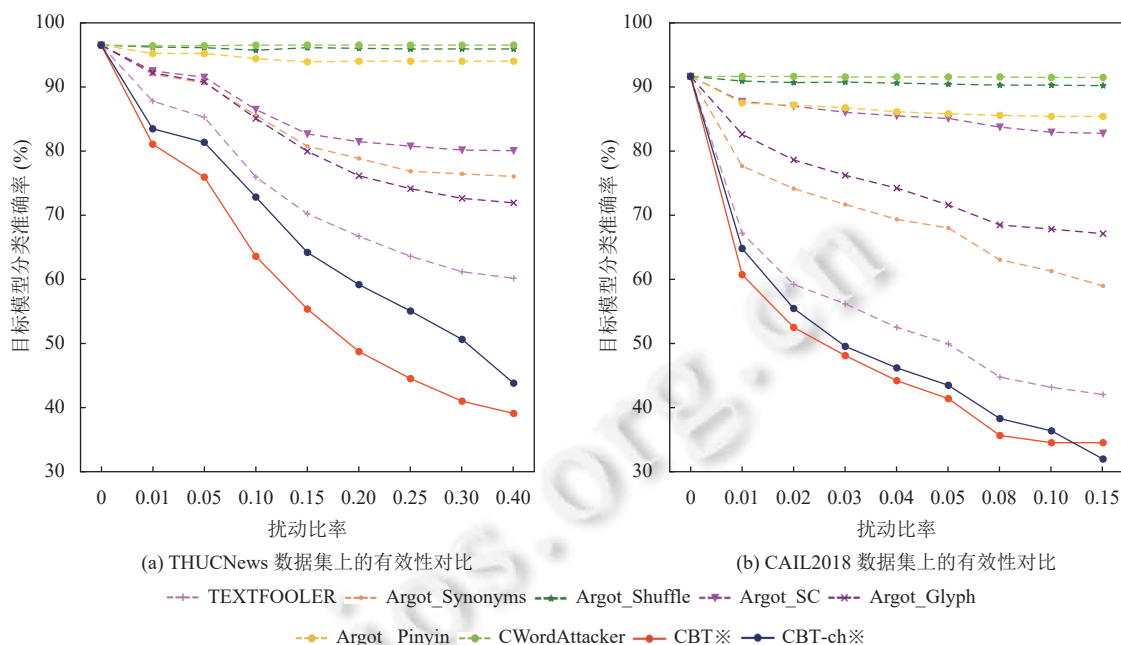 100
90
80
70
60
50
40
30
目标模型分类准确率 (%)
0 0.01 0.05 0.10 0.15 0.20 0.25 0.30 0.40
扰动比率
(a) THUCNews 数据集上的有效性对比
100
90
80
70
60
50
40
30
目标模型分类准确率 (%)
0 0.01 0.02 0.03 0.04 0.05 0.08 0.10 0.15
扰动比率
(b) CAIL2018 数据集上的有效性对比
TEXTFOOLER Argot_Synonyms Argot_Shuffle Argot_SC Argot_Glyph
Argot_Pinyin CWordAttacker CBT※ CBT-ch※
os.org.cn